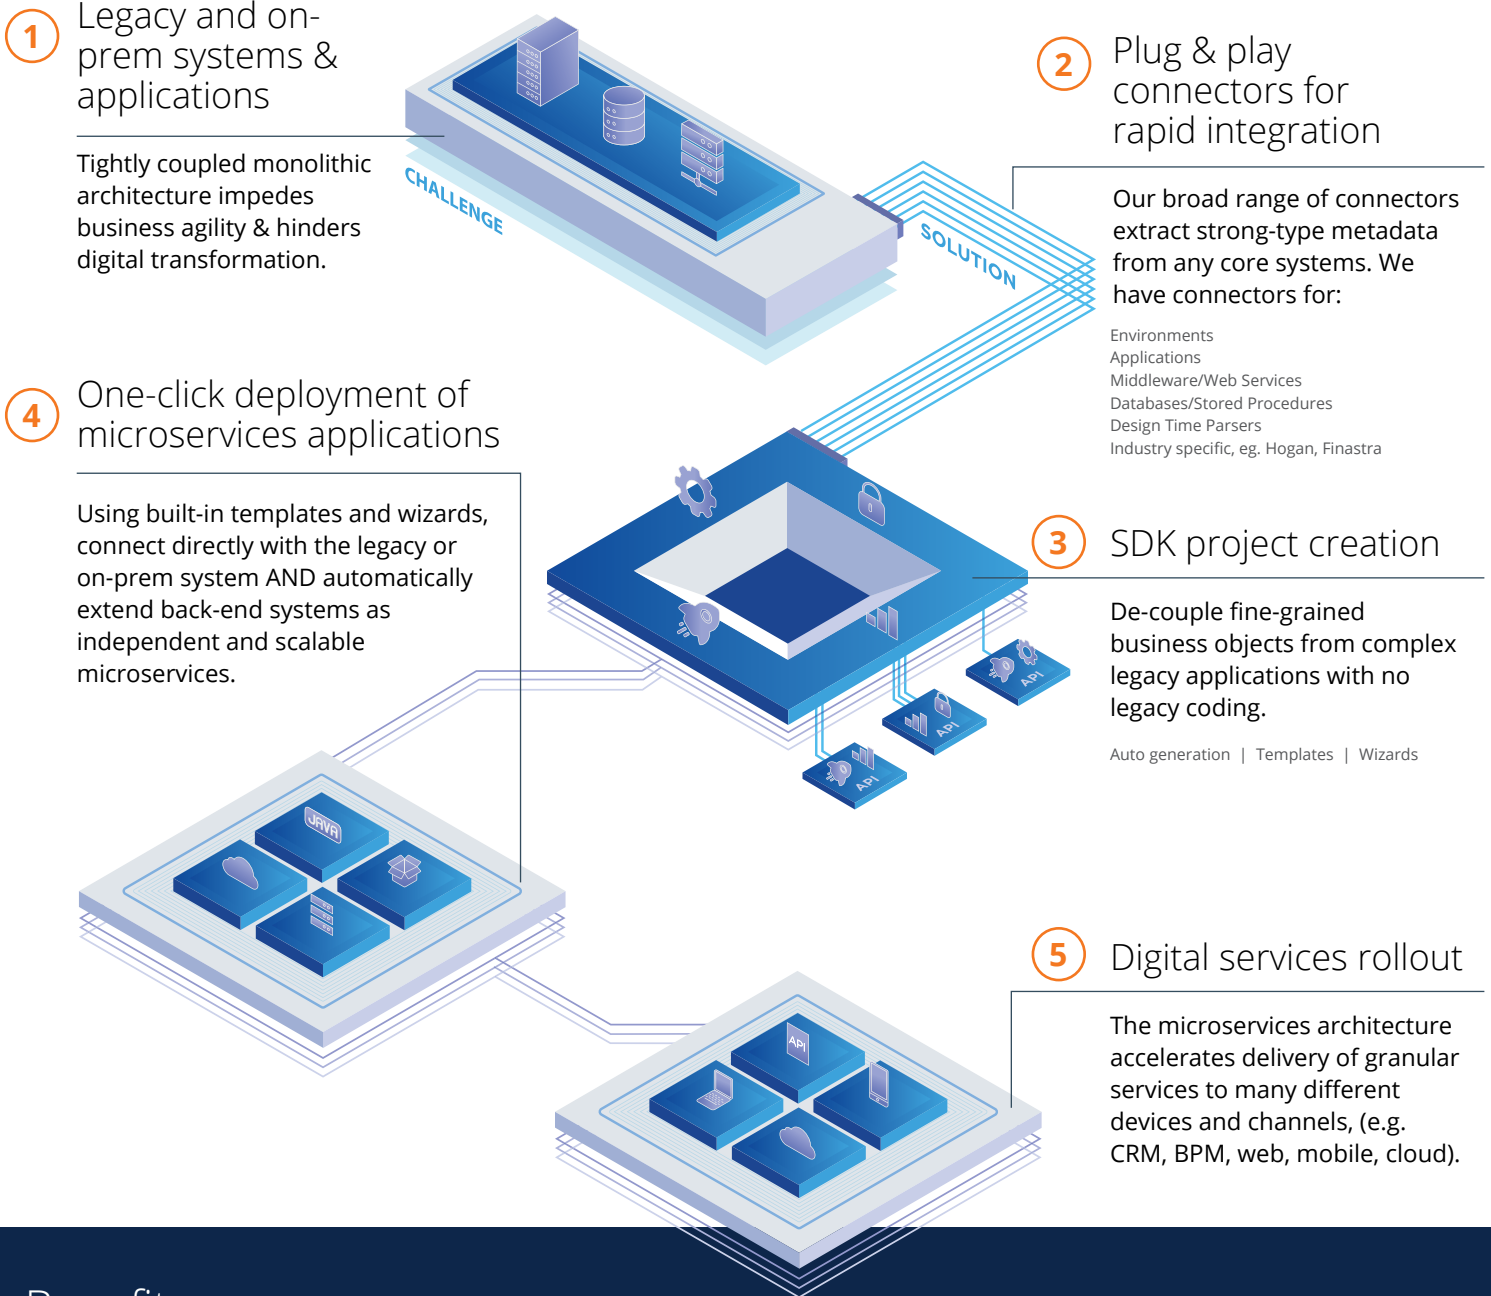 1
Legacy and on-
prem systems &
applications
Tightly coupled monolithic
architecture impedes
business agility & hinders
digital transformation.
CHALLENGE
SOLUTION
2
Plug & play
connectors for
rapid integration
Our broad range of connectors
extract strong-type metadata
from any core systems. We
have connectors for:
Environments
Applications
Middleware/Web Services
Databases/Stored Procedures
Design Time Parsers
Industry specific, eg. Hogan, Finastra
3
SDK project creation
De-couple fine-grained
business objects from complex
legacy applications with no
legacy coding.
Auto generation | Templates | Wizards
API
API
API
4
One-click deployment of
microservices applications
Using built-in templates and wizards,
connect directly with the legacy or
on-prem system AND automatically
extend back-end systems as
independent and scalable
microservices.
JAVA
5
Digital services rollout
The microservices architecture
accelerates delivery of granular
services to many different
devices and channels, (e.g.
CRM, BPM, web, mobile, cloud).
API